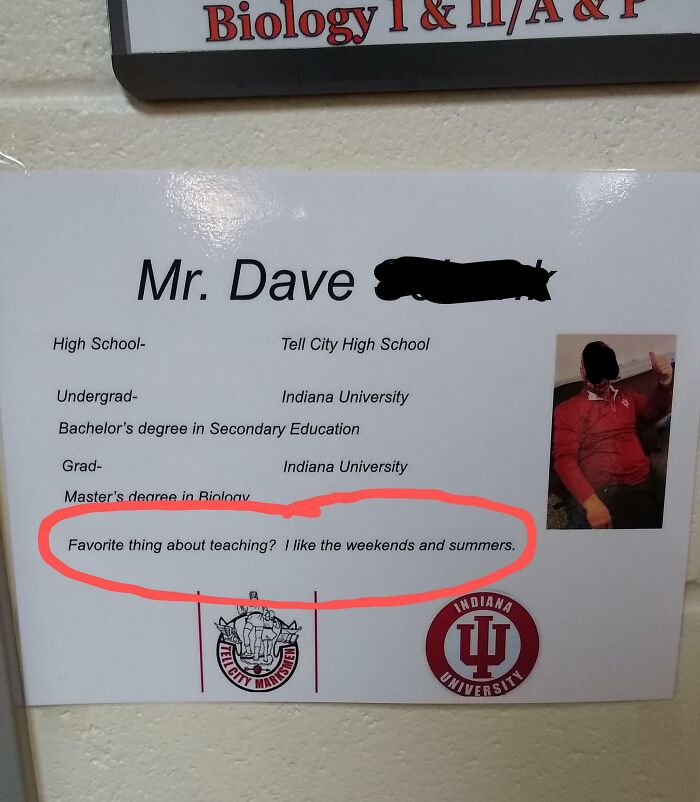 Biology I & II/A & P
Mr. Dave
High School- Tell City High School
Undergrad- Indiana University
Bachelor's degree in Secondary Education
Grad- Indiana University
Master's degree in Biology
Favorite thing about teaching? I like the weekends and summers.
TELL CITY MARKSMEN
INDIANA
UNIVERSITY